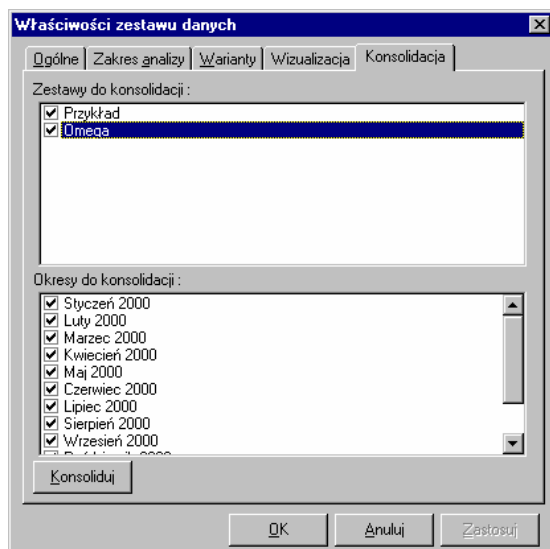 Właściwości zestawu danych
Ogólne Zakres analizy Warianty Wizualizacja Konsolidacja
Zestawy do konsolidacji :
Przykład
Omega
Okresy do konsolidacji :
Styczeń 2000
Luty 2000
Marzec 2000
Kwiecień 2000
Maj 2000
Czerwiec 2000
Lipiec 2000
Sierpień 2000
Wrzesień 2000
Konsoliduj
OK Anuluj Zastosuj